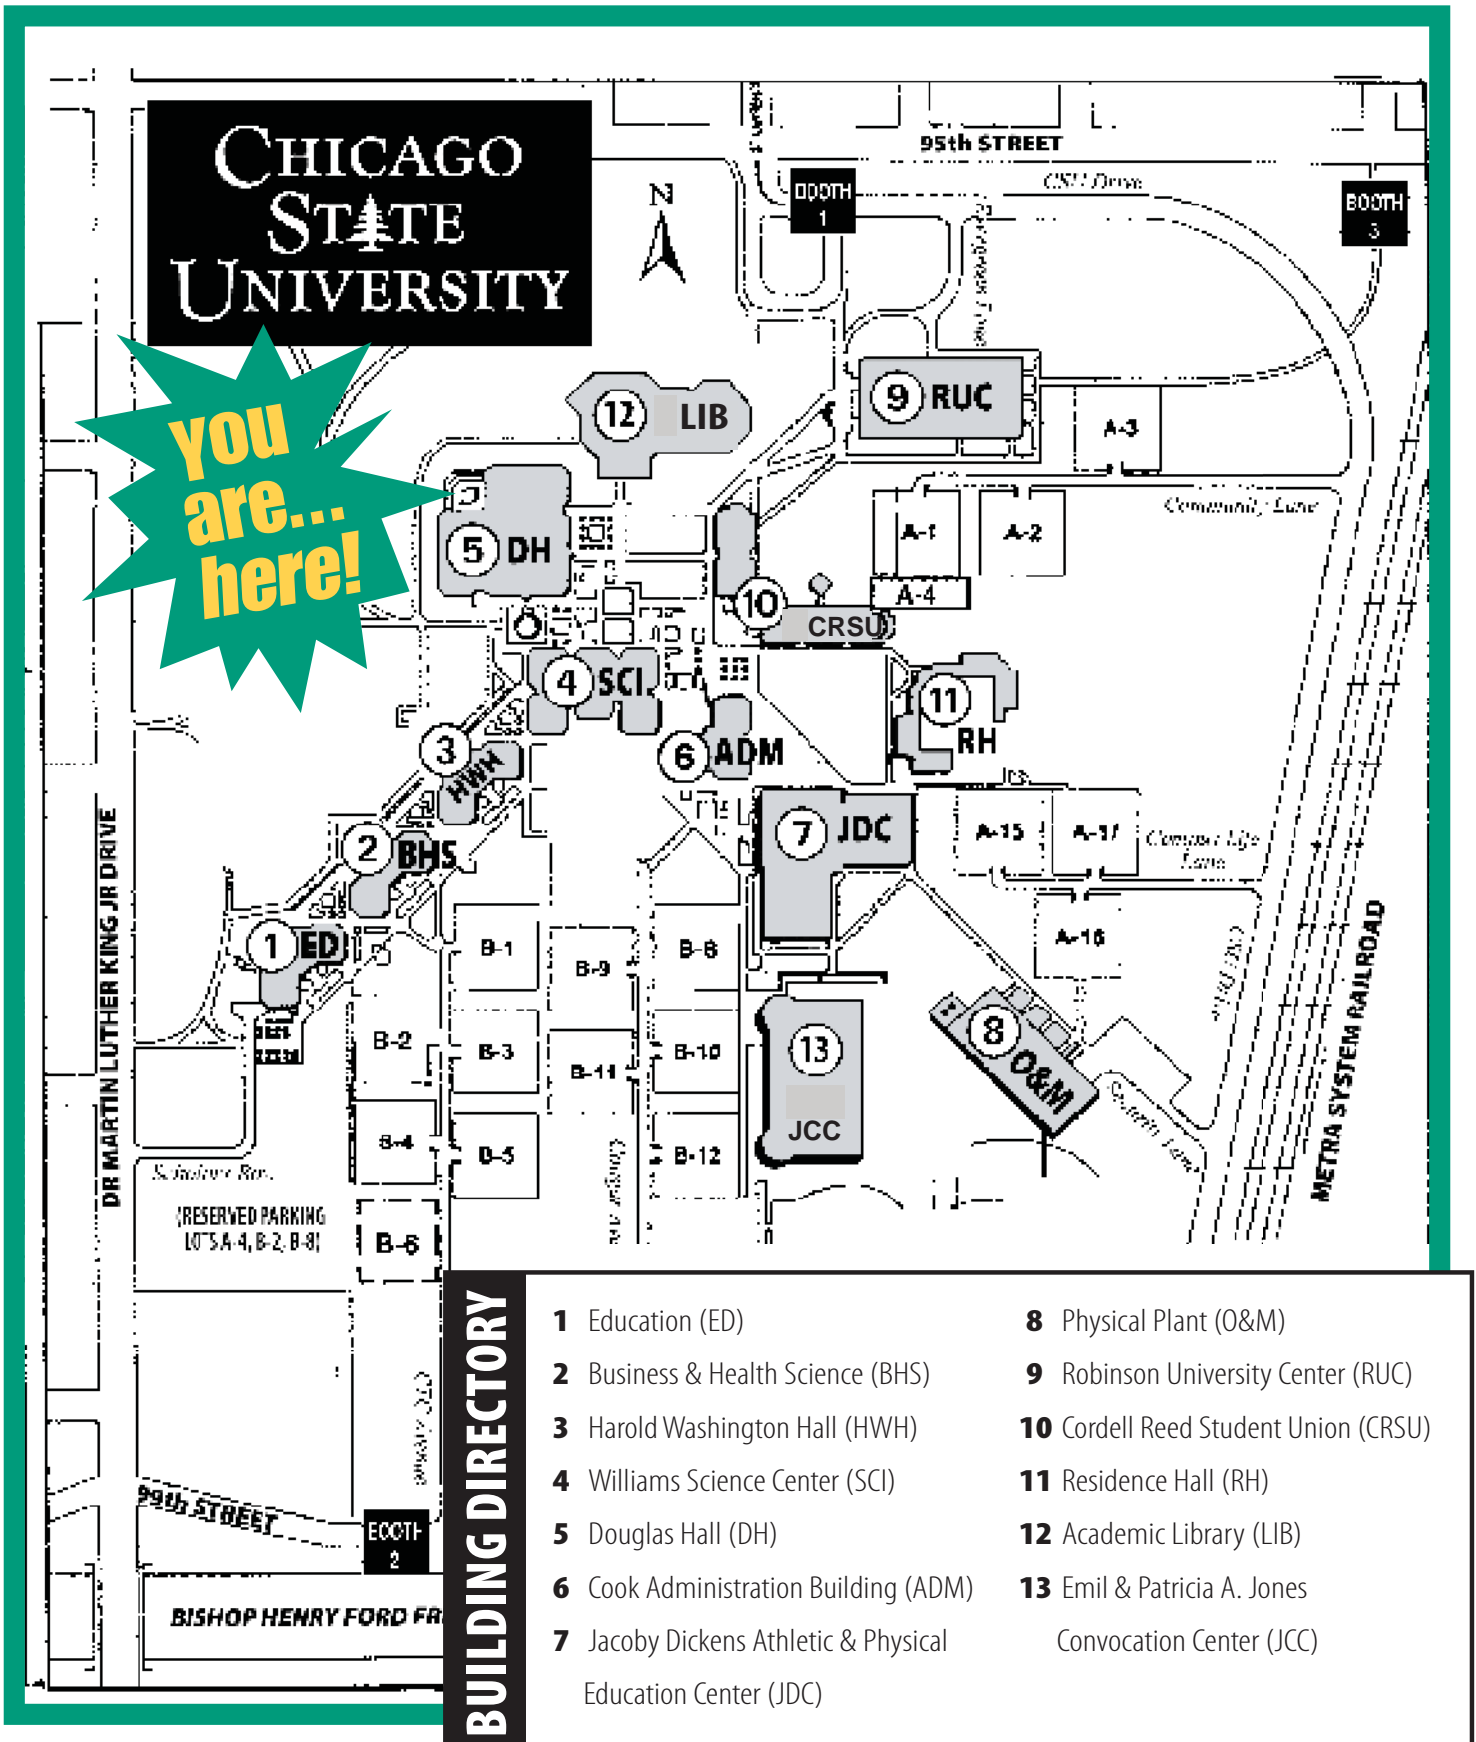 CHICAGO
STATE
UNIVERSITY
95th STREET
CSU Drive
N
BOOTH
1
BOOTH
3
you
are...
here!
12 LIB
9 RUC
A-3
Community Lane
5 DH
A-1
A-2
10
A-4
CRSU
4 SCI
11
RH
3
HWH
6 ADM
2 BHS
7 JDC
A-15
A-17
Lane
DR MARTIN LUTHER KING JR DRIVE
METRA SYSTEM RAILROAD
1 ED
B-1
B-9
B-8
A-16
B-2
B-3
B-11
B-10
13
JCC
8
O&M
B-4
B-5
B-12
(RESERVED PARKING
LOTS A-4, B-2, B-8)
B-6
99th STREET
BOOTH
2
BISHOP HENRY FORD
BUILDING DIRECTORY
1 Education (ED)
2 Business & Health Science (BHS)
3 Harold Washington Hall (HWH)
4 Williams Science Center (SCI)
5 Douglas Hall (DH)
6 Cook Administration Building (ADM)
7 Jacoby Dickens Athletic & Physical
Education Center (JDC)
8 Physical Plant (O&M)
9 Robinson University Center (RUC)
10 Cordell Reed Student Union (CRSU)
11 Residence Hall (RH)
12 Academic Library (LIB)
13 Emil & Patricia A. Jones
Convocation Center (JCC)